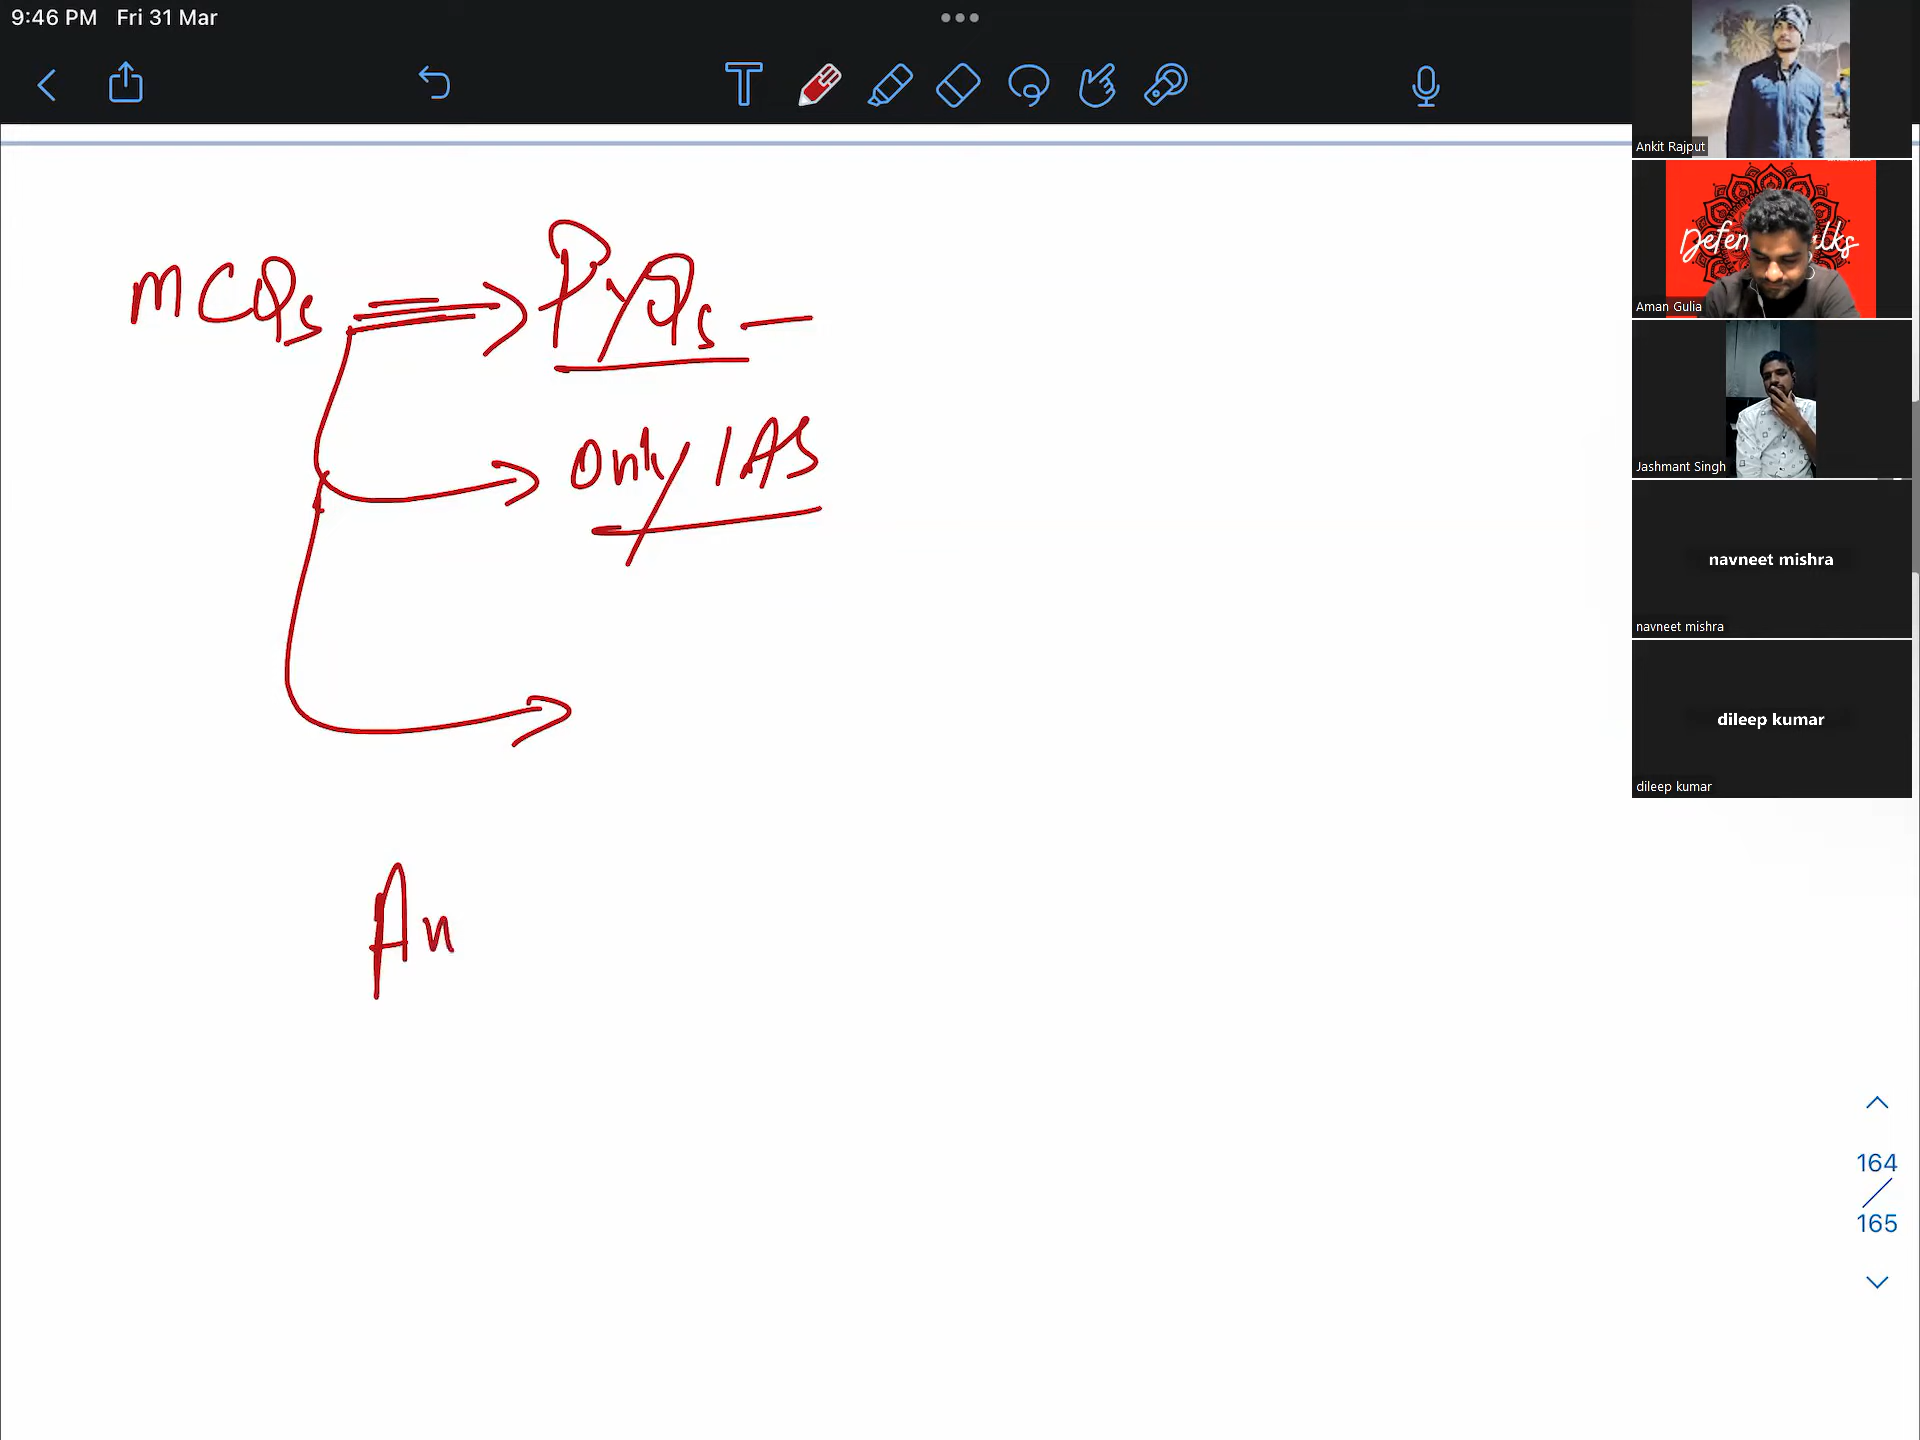 9:46 PM Fri 31 Mar
MCQs PYQs
Only IAS
An
Ankit Rajput
Aman Gulia
Jashmant Singh
navneet mishra
navneet mishra
dileep kumar
dileep kumar
164
165